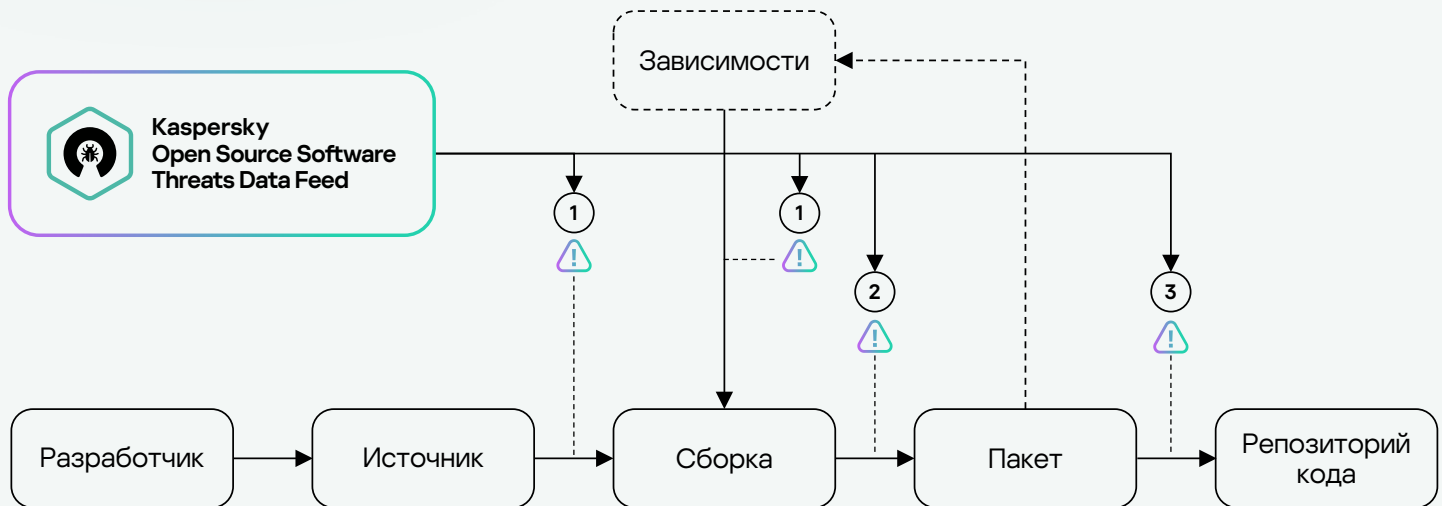 Зависимости
Kaspersky
Open Source Software
Threats Data Feed
1
1
2
3
Разработчик
Источник
Сборка
Пакет
Репозиторий
кода